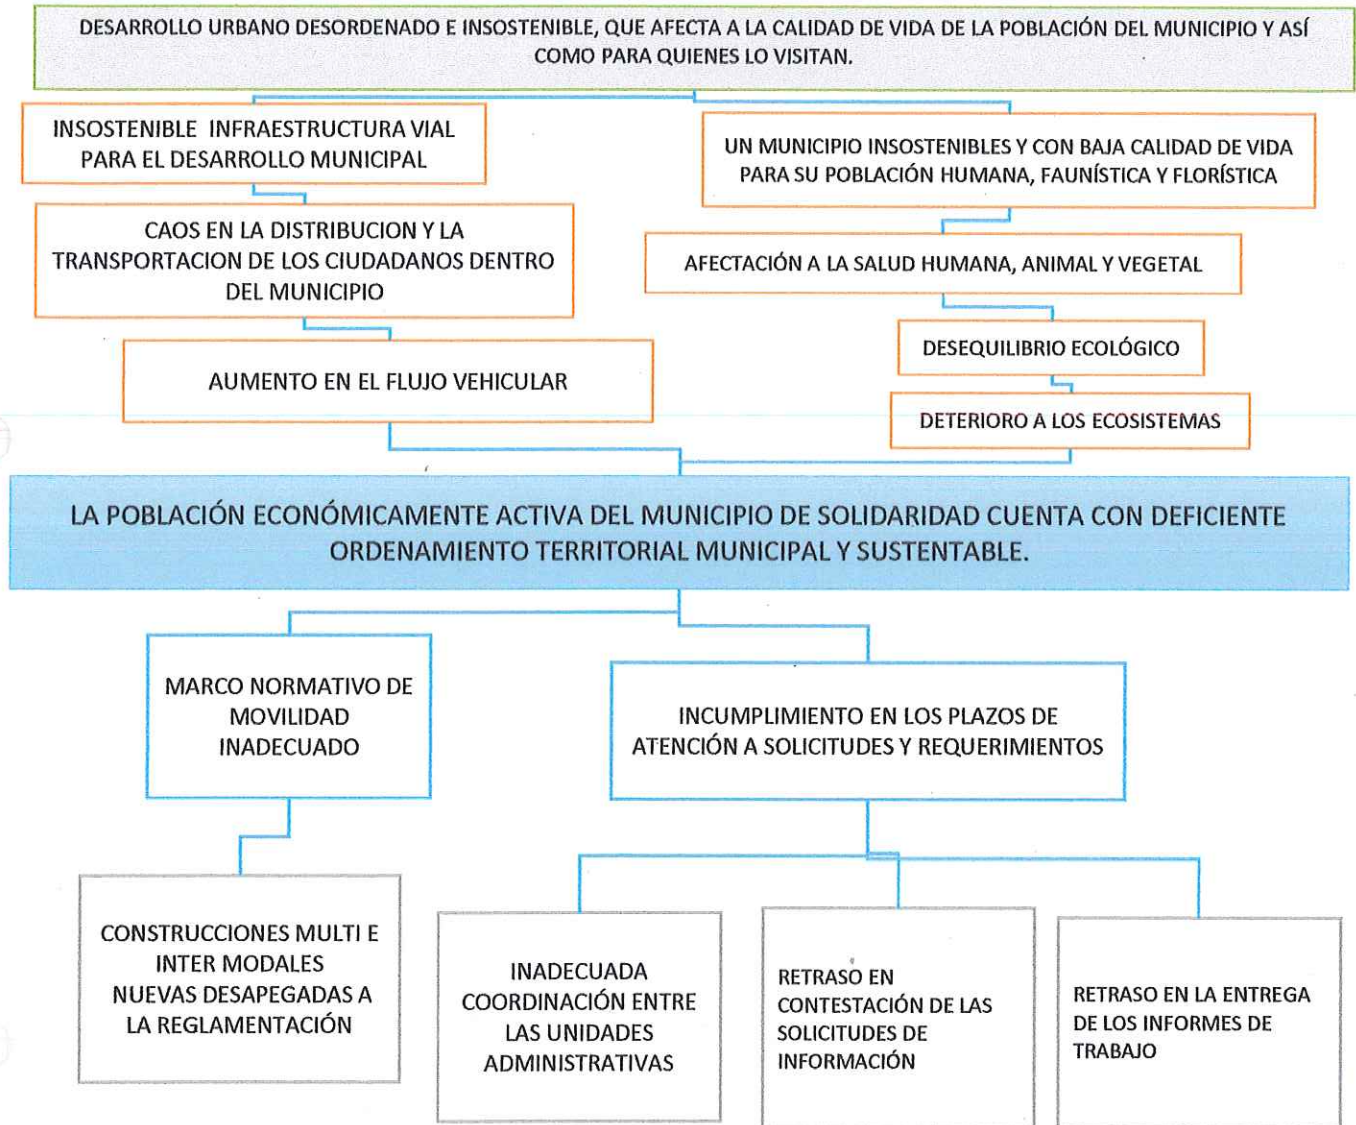 DESARROLLO URBANO DESORDENADO E INSOSTENIBLE, QUE AFECTA A LA CALIDAD DE VIDA DE LA POBLACIÓN DEL MUNICIPIO Y ASÍ
COMO PARA QUIENES LO VISITAN.
INSOSTENIBLE INFRAESTRUCTURA VIAL
PARA EL DESARROLLO MUNICIPAL
UN MUNICIPIO INSOSTENIBLES Y CON BAJA CALIDAD DE VIDA
PARA SU POBLACIÓN HUMANA, FAUNÍSTICA Y FLORÍSTICA
CAOS EN LA DISTRIBUCION Y LA
TRANSPORTACION DE LOS CIUDADANOS DENTRO
DEL MUNICIPIO
AFECTACIÓN A LA SALUD HUMANA, ANIMAL Y VEGETAL
DESEQUILIBRIO ECOLÓGICO
AUMENTO EN EL FLUJO VEHICULAR
DETERIORO A LOS ECOSISTEMAS
LA POBLACIÓN ECONÓMICAMENTE ACTIVA DEL MUNICIPIO DE SOLIDARIDAD CUENTA CON DEFICIENTE
ORDENAMIENTO TERRITORIAL MUNICIPAL Y SUSTENTABLE.
MARCO NORMATIVO DE
MOVILIDAD
INADECUADO
INCUMPLIMIENTO EN LOS PLAZOS DE
ATENCIÓN A SOLICITUDES Y REQUERIMIENTOS
CONSTRUCCIONES MULTI E
INTER MODALES
NUEVAS DESAPEGADAS A
LA REGLAMENTACIÓN
INADECUADA
COORDINACIÓN ENTRE
LAS UNIDADES
ADMINISTRATIVAS
RETRASO EN
CONTESTACIÓN DE LAS
SOLICITUDES DE
INFORMACIÓN
RETRASO EN LA ENTREGA
DE LOS INFORMES DE
TRABAJO